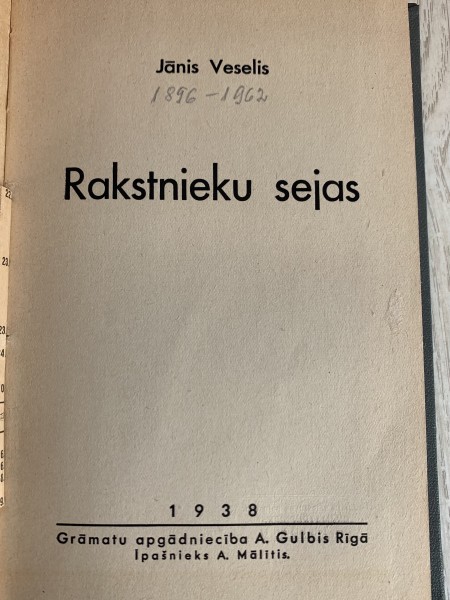 Jānis Veselis
1896-1962
Rakstnieku sejas
1938
Grāmatu apgādniecība A. Gulbis Rīgā
Īpašnieks A. Mālītis.